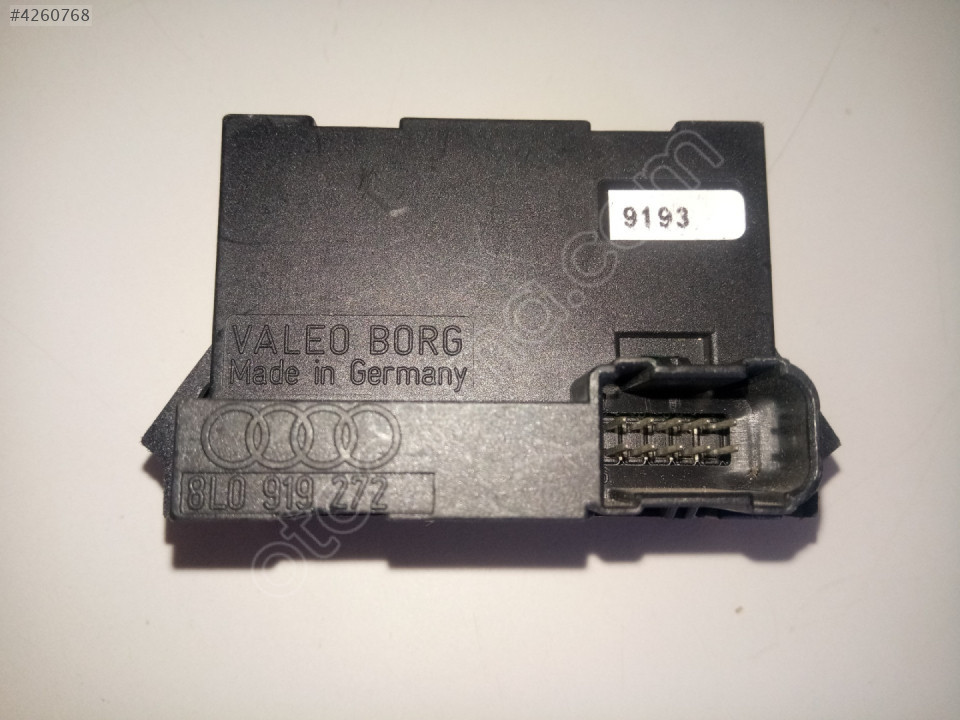 #4260768
9193
VALEO BORG
Made in Germany
8L0 919 272